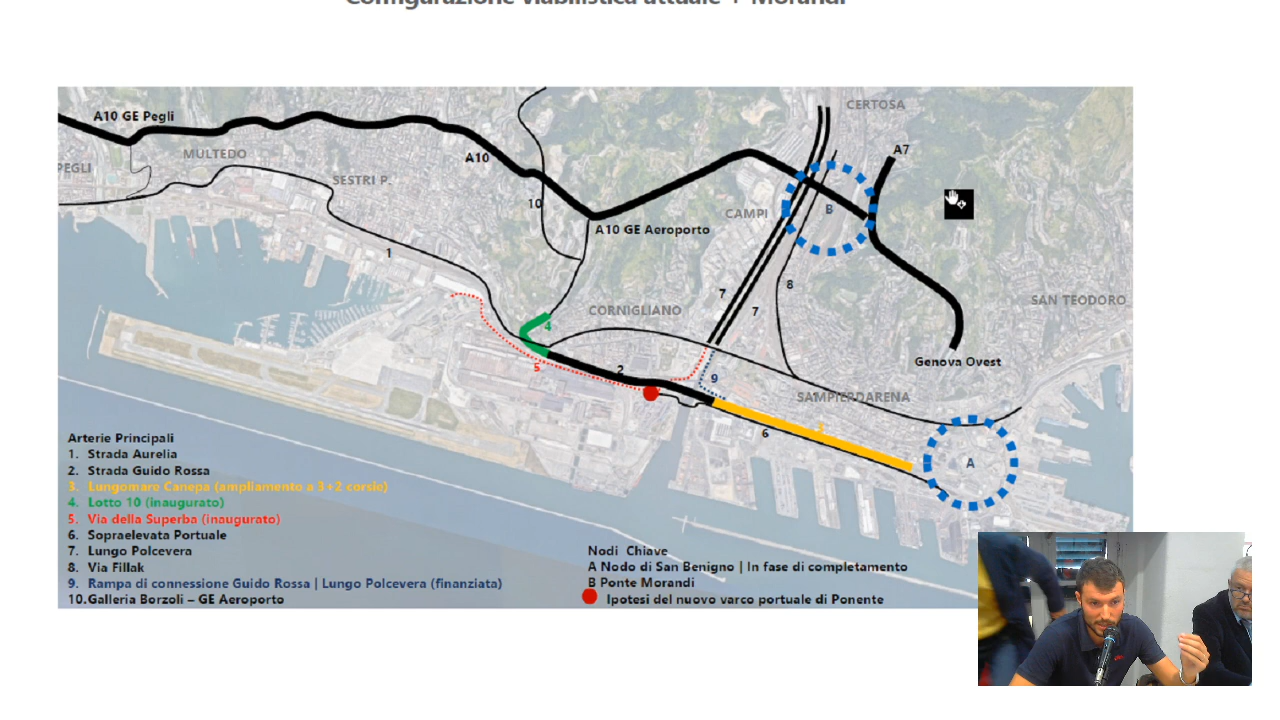 Configurazione viabilistica attuale + Morandi
CERTOSA
A10 GE Pegli
A7
MULTEDO
A10
PEGLI
SESTRI P.
10
CAMPI
B
A10 GE Aeroporto
1
8
7
7
CORNIGLIANO
SAN TEODORO
4
5
2
9
Genova Ovest
SAMPIERDARENA
3
6
A
Arterie Principali
1. Strada Aurelia
2. Strada Guido Rossa
3. Lungomare Canepa (ampliamento a 3+2 corsie)
4. Lotto 10 (inaugurato)
5. Via della Superba (inaugurato)
6. Sopraelevata Portuale
7. Lungo Polcevera
8. Via Fillak
9. Rampa di connessione Guido Rossa | Lungo Polcevera (finanziata)
10.Galleria Borzoli – GE Aeroporto
Nodi Chiave
A Nodo di San Benigno | In fase di completamento
B Ponte Morandi
Ipotesi del nuovo varco portuale di Ponente